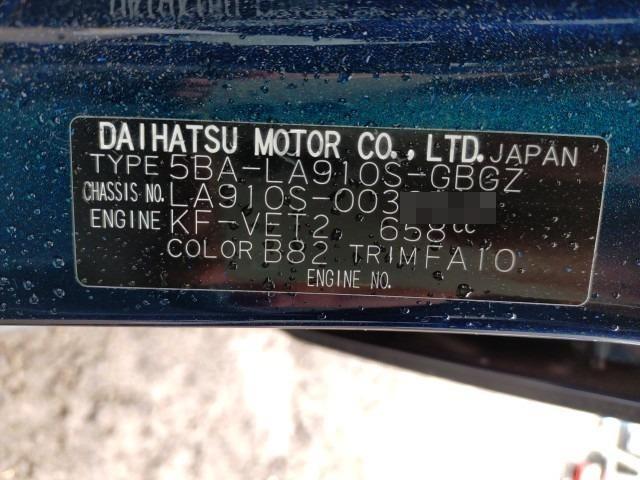 DAIHATSU MOTOR CO., LTD. JAPAN
TYPE 5BA-LA910S-GBGZ
CHASSIS NO. LA910S-003
ENGINE KF-VET2 658cc
COLOR B82 TRIM FA10
ENGINE NO.